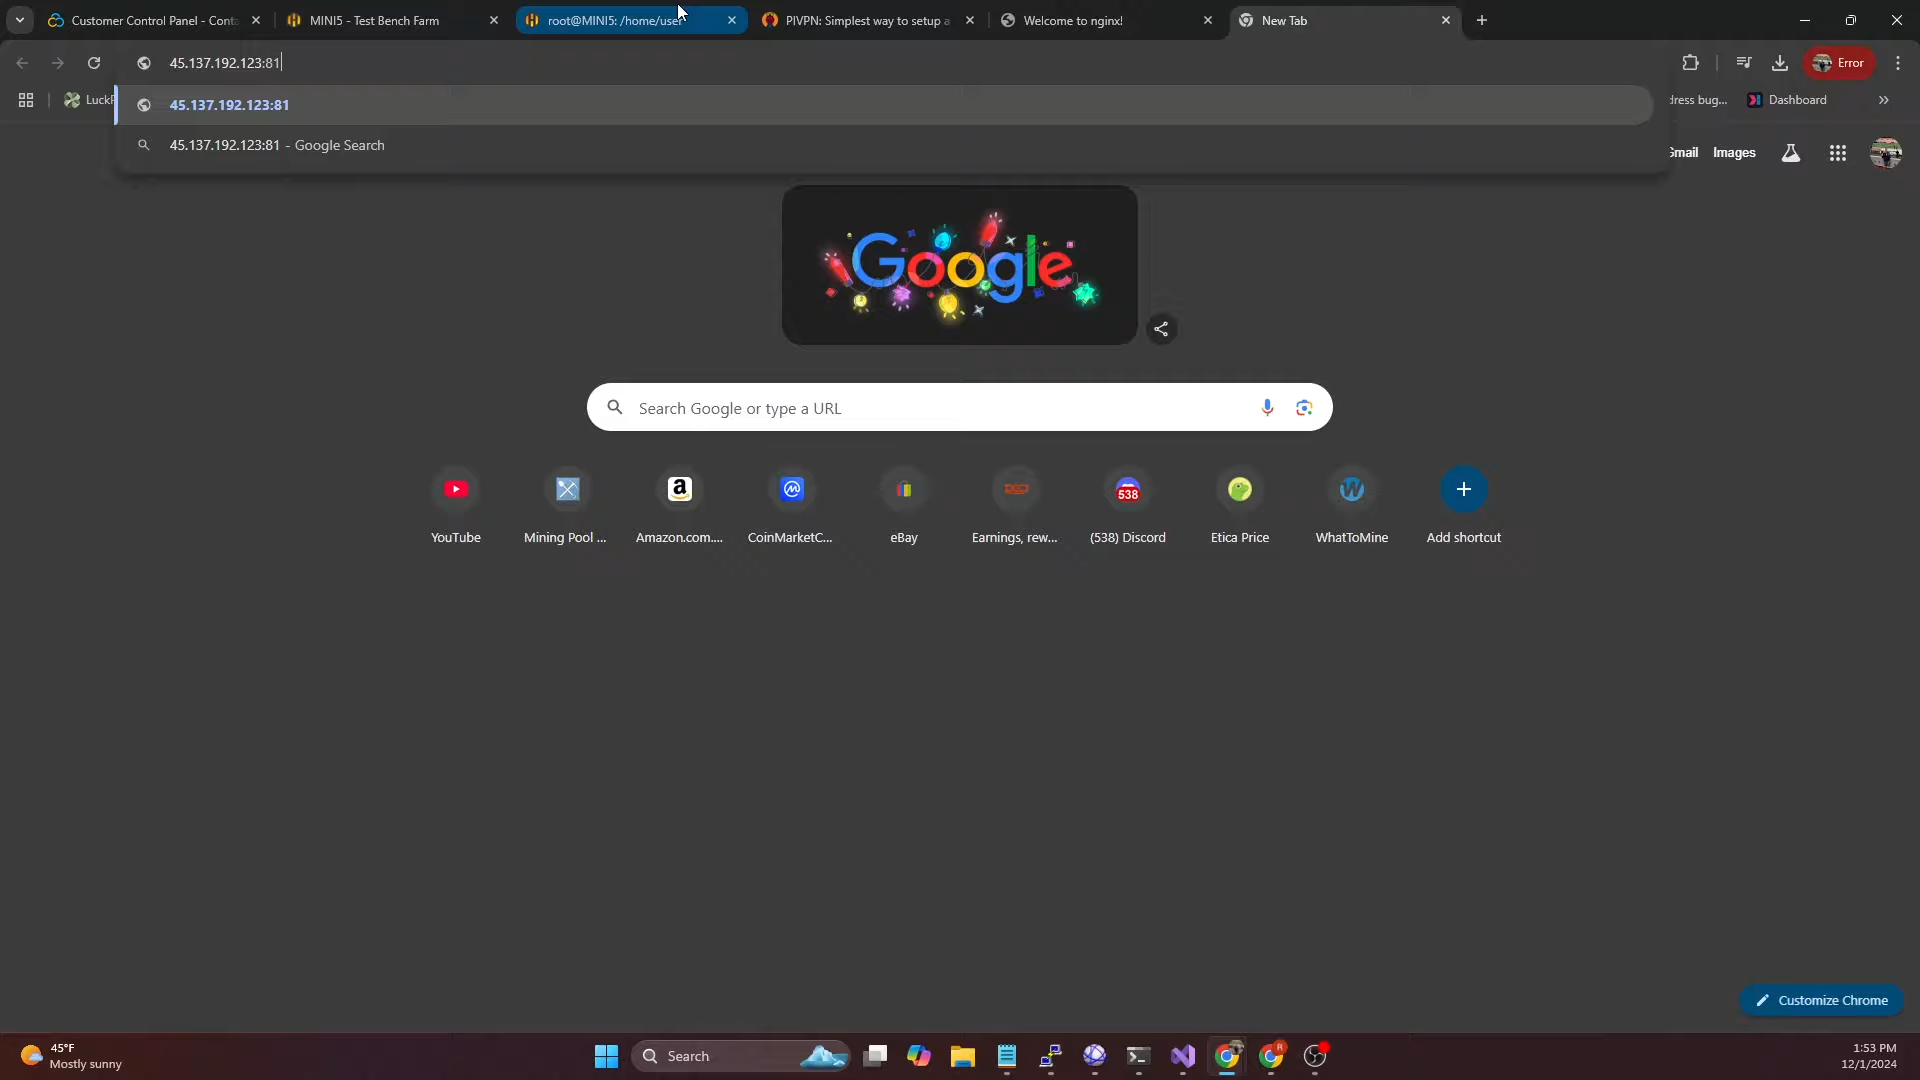 Customer Control Panel - Conta
MINI5 - Test Bench Farm
root@MINI5: /home/user
PIVPN: Simplest way to setup a
Welcome to nginx!
New Tab
45.137.192.123:81
Error
LuckP
45.137.192.123:81
dress bug...
Dashboard
45.137.192.123:81 - Google Search
Gmail
Images
Google
Search Google or type a URL
538
YouTube
Mining Pool ...
Amazon.com....
CoinMarketC...
eBay
Earnings, rew...
(538) Discord
Etica Price
WhatToMine
Add shortcut
Customize Chrome
45°F
Mostly sunny
Search
1:53 PM
12/1/2024